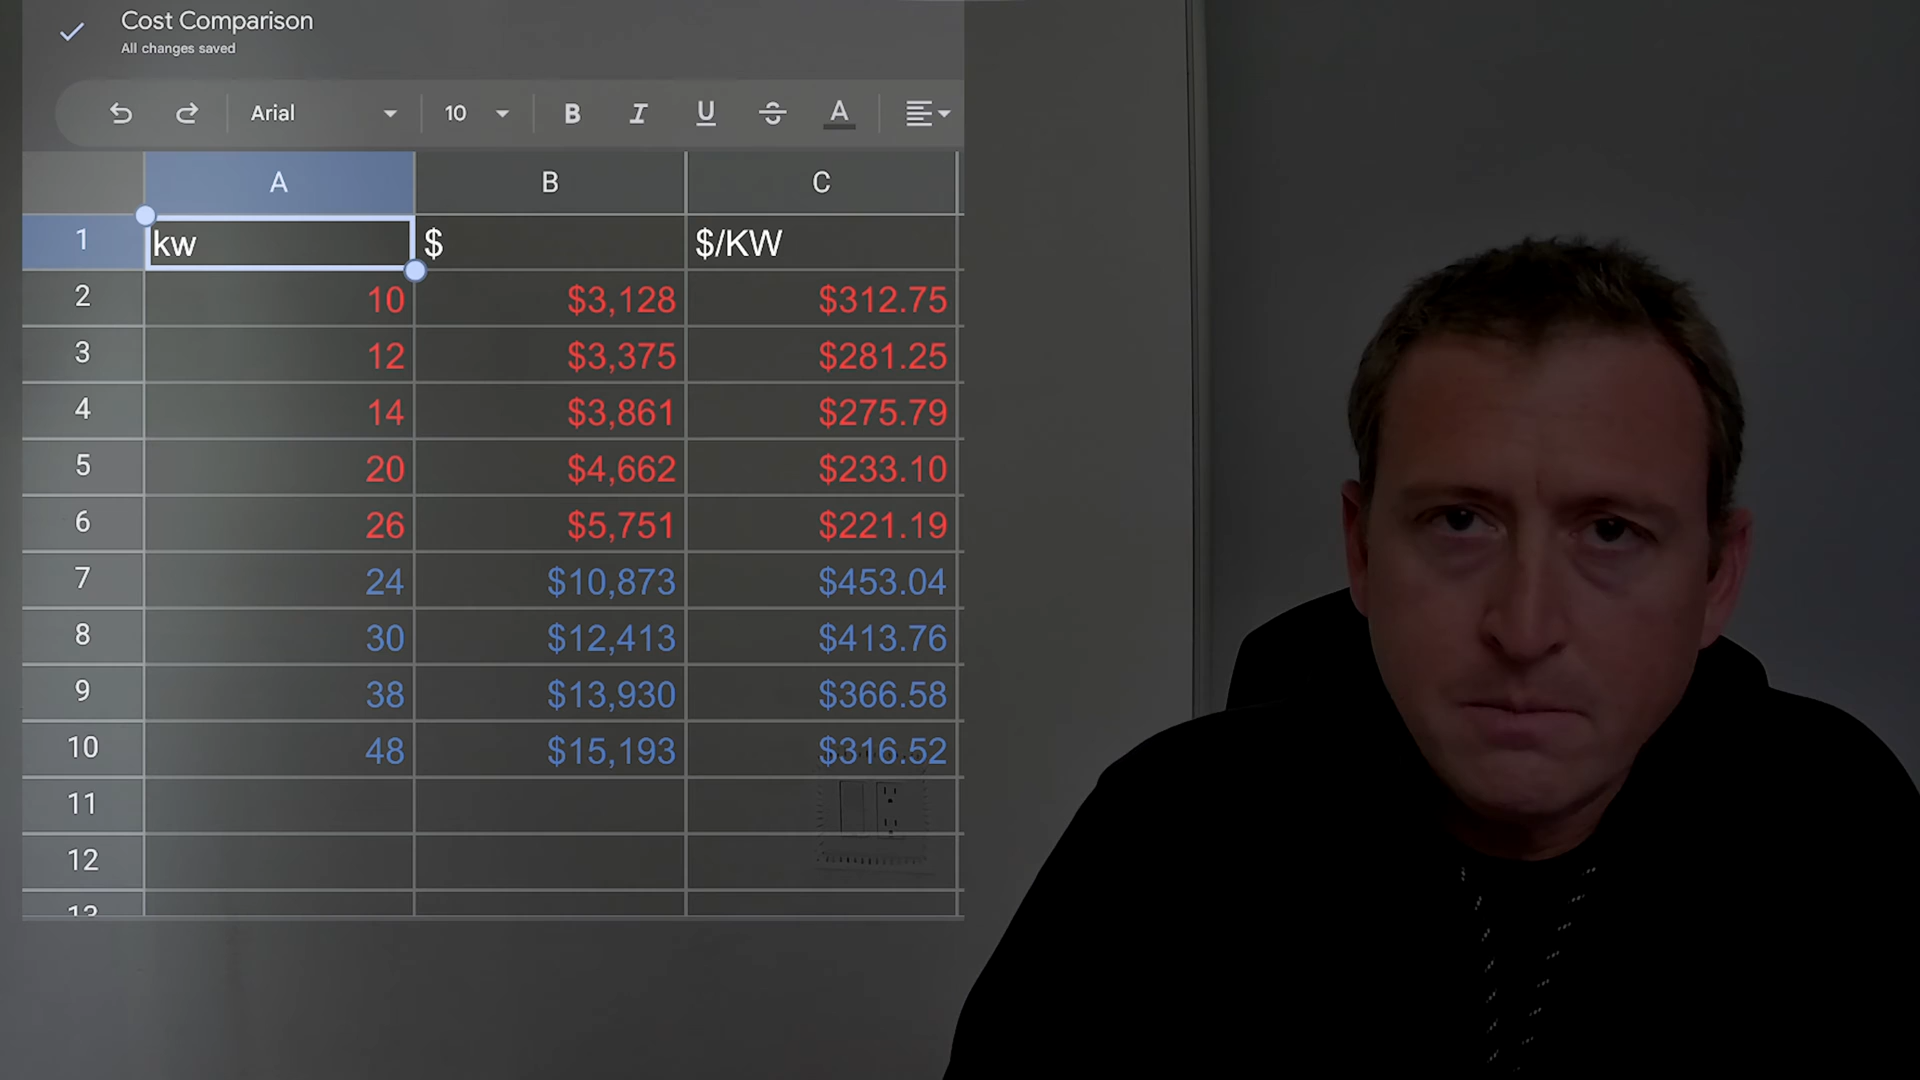 Cost Comparison
All changes saved
Arial 10 B I U S A
A B C
1 kw $ $/KW
2 10 $3,128 $312.75
3 12 $3,375 $281.25
4 14 $3,861 $275.79
5 20 $4,662 $233.10
6 26 $5,751 $221.19
7 24 $10,873 $453.04
8 30 $12,413 $413.76
9 38 $13,930 $366.58
10 48 $15,193 $316.52
11
12
13